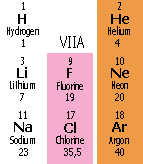 1
H
Hydrogen
1
VIIA
2
He
Helium
4
3
Li
Lithium
7
9
F
Fluorine
19
10
Ne
Neon
20
11
Na
Sodium
23
17
Cl
Chlorine
35,5
18
Ar
Argon
40